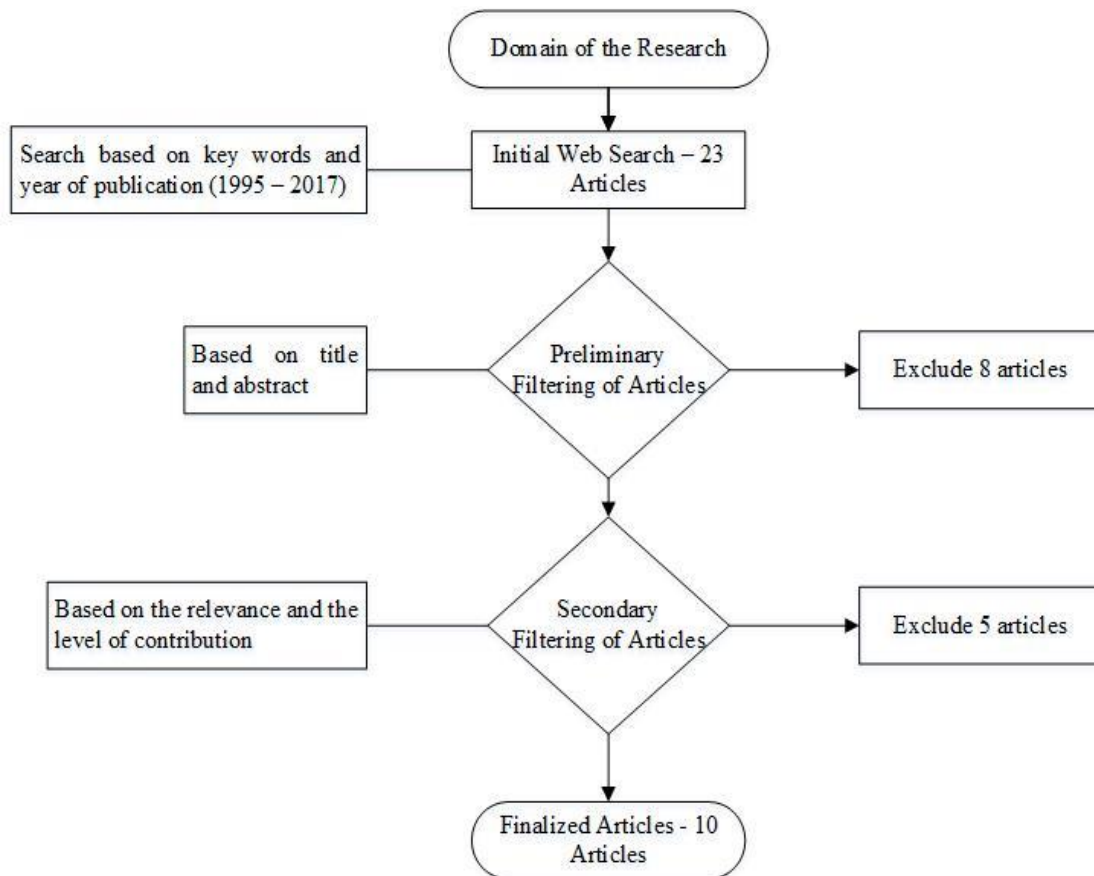 Domain of the Research
Search based on key words and
year of publication (1995 – 2017)
Initial Web Search – 23
Articles
Based on title
and abstract
Preliminary
Filtering of Articles
Exclude 8 articles
Based on the relevance and the
level of contribution
Secondary
Filtering of Articles
Exclude 5 articles
Finalized Articles - 10
Articles